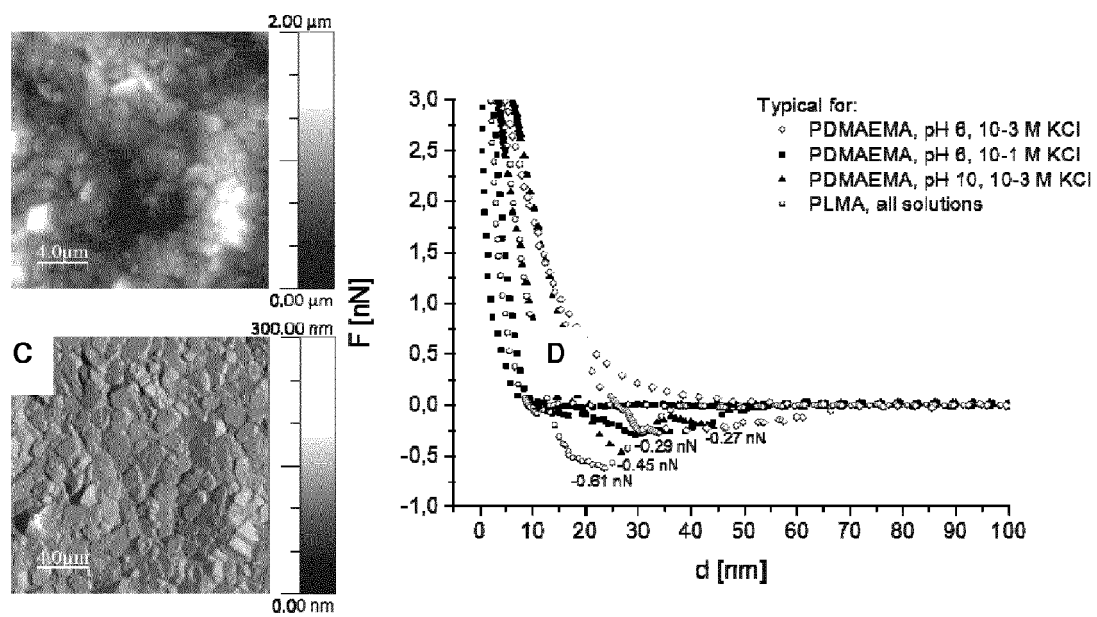 2.00 µm
4.0µm
0.00 µm
300.00 nm
C
4.0µm
0.00 nm
F [nN]
3,0
2,5
2,0
1,5
1,0
0,5
0,0
-0,5
-1,0
D
-0.27 nN
-0.29 nN
-0.45 nN
-0.61 nN
0 10 20 30 40 50 60 70 80 90 100
d [nm]
Typical for:
PDMAEMA, pH 6, 10-3 M KCl
PDMAEMA, pH 6, 10-1 M KCl
PDMAEMA, pH 10, 10-3 M KCl
PLMA, all solutions